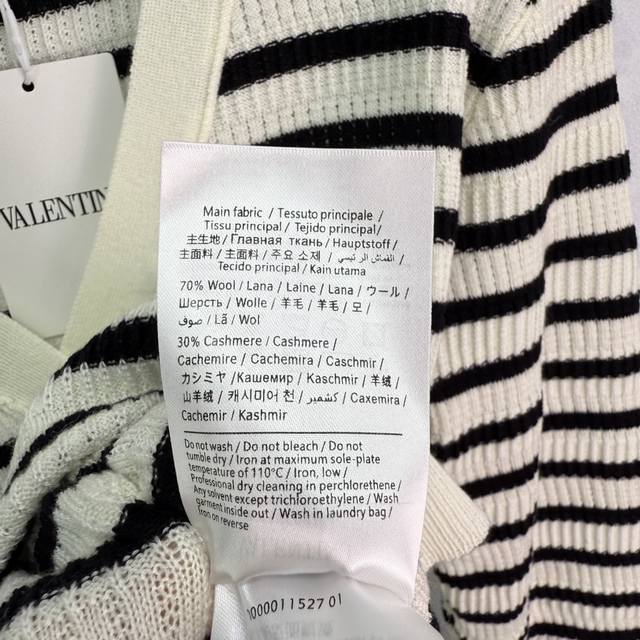 VALENTIN
Main fabric / Tessuto principale /
Tissu principal / Tejido principal /
主生地 / Главная ткань / Hauptstoff /
主面料 / 主面料 / 주요 소제 / القماش الرئيسي /
Tecido principal / Kain utama
70% Wool / Lana / Laine / Lana / ウール /
Шерсть / Wolle / 羊毛 / 羊毛 / 모 /
صوف / Lã / Wol
30% Cashmere / Cashmere /
Cachemire / Cachemira / Caschmir /
カシミヤ / Кашемир / Kaschmir / 羊绒 /
山羊绒 / 캐시미어 천 / كشمير / Caxemira /
Cachemir / Kashmir
Do not wash / Do not bleach / Do not
tumble dry / Iron at maximum sole-plate
temperature of 110°C / Iron, low /
Professional dry cleaning in perchlorethene /
Any solvent except trichloroethylene / Wash
garment inside out / Wash in laundry bag /
Iron on reverse
000011527 01